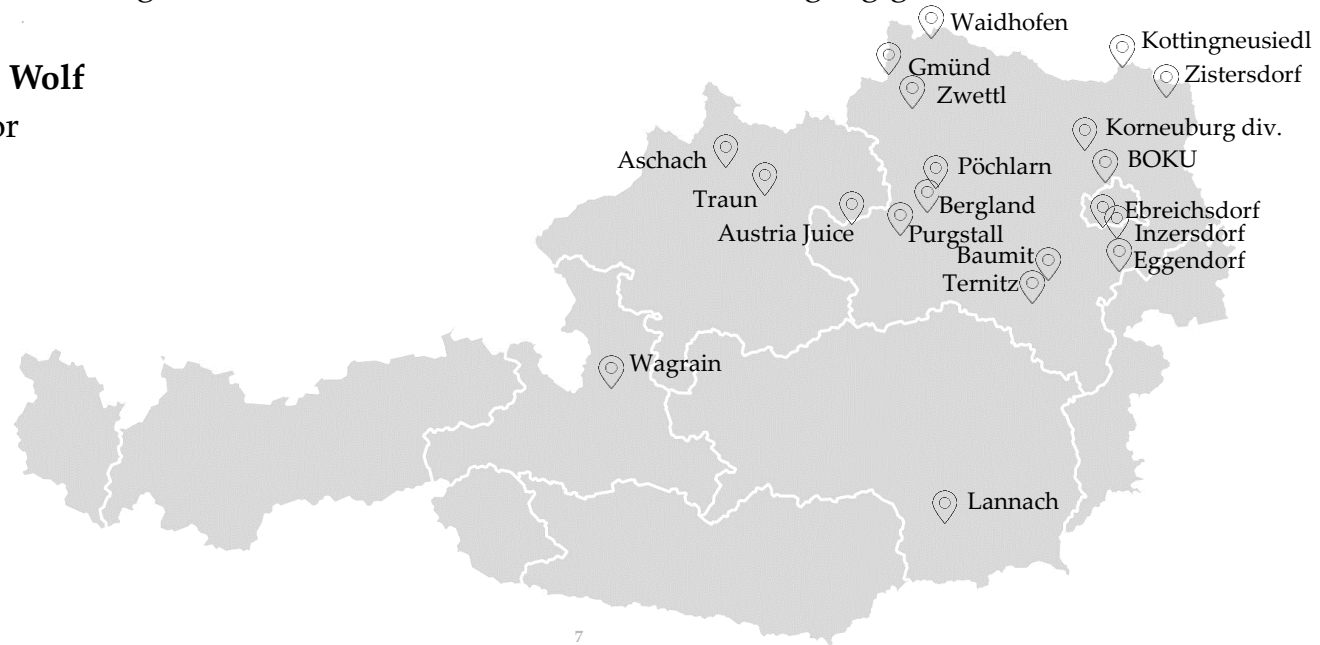 Waidhofen
Kottingneusiedl
Wolf
Gmünd
Zistersdorf
Zwettl
or
Korneuburg div.
Aschach
Pöchlarn
BOKU
Traun
Bergland
Ebreichsdorf
Austria Juice
Purgstall
Inzersdorf
Baumit
Eggendorf
Ternitz
Wagrain
Lannach
7